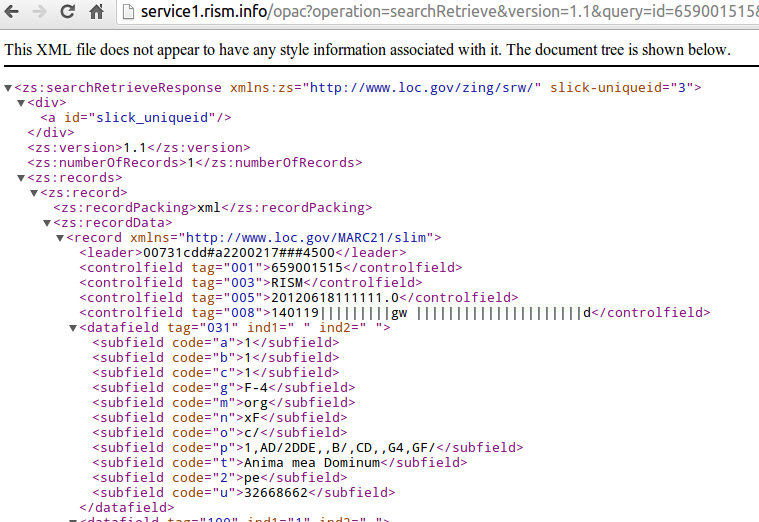 service1.rism.info/opac?operation=searchRetrieve&version=1.1&query=id=659001515&
This XML file does not appear to have any style information associated with it. The document tree is shown below.
▼<zs:searchRetrieveResponse xmlns:zs="http://www.loc.gov/zing/srw/" slick-uniqueid="3">
▼<div>
<a id="slick_uniqueid"/>
</div>
<zs:version>1.1</zs:version>
<zs:numberOfRecords>1</zs:numberOfRecords>
▼<zs:records>
▼<zs:record>
<zs:recordPacking>xml</zs:recordPacking>
▼<zs:recordData>
▼<record xmlns="http://www.loc.gov/MARC21/slim">
<leader>00731cdd#a2200217###4500</leader>
<controlfield tag="001">659001515</controlfield>
<controlfield tag="003">RISM</controlfield>
<controlfield tag="005">20120618111111.0</controlfield>
<controlfield tag="008">140119|||||||||gw |||||||||||||||||||||d</controlfield>
▼<datafield tag="031" ind1=" " ind2=" ">
<subfield code="a">1</subfield>
<subfield code="b">1</subfield>
<subfield code="c">1</subfield>
<subfield code="g">F-4</subfield>
<subfield code="m">org</subfield>
<subfield code="n">xF</subfield>
<subfield code="o">c/</subfield>
<subfield code="p">1,AD/2DDE,,B/,CD,,G4,GF/</subfield>
<subfield code="t">Anima mea Dominum</subfield>
<subfield code="2">pe</subfield>
<subfield code="u">32668662</subfield>
</datafield>
▼<datafield tag="100" ind1="1" ind2=" ">